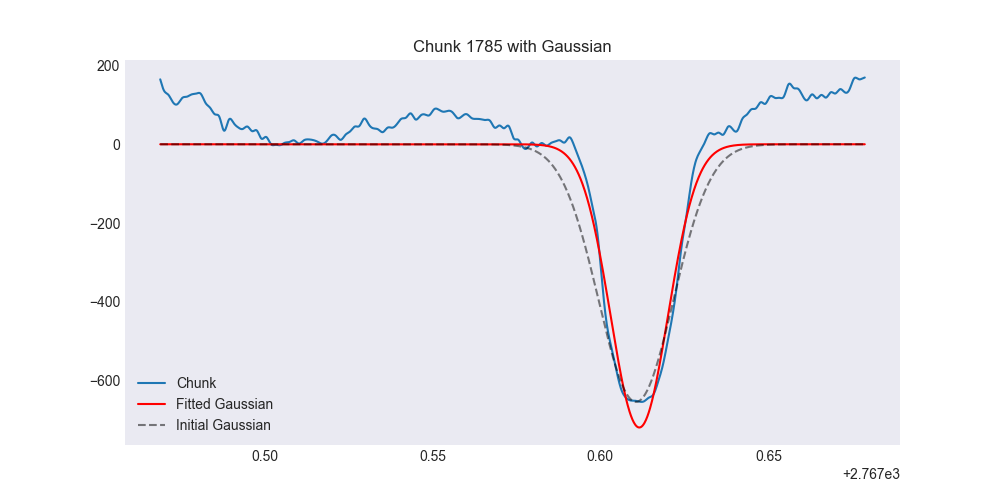 Chunk 1785 with Gaussian
200
0
−200
−400
−600
Chunk
Fitted Gaussian
Initial Gaussian
0.50 0.55 0.60 0.65
+2.767e3